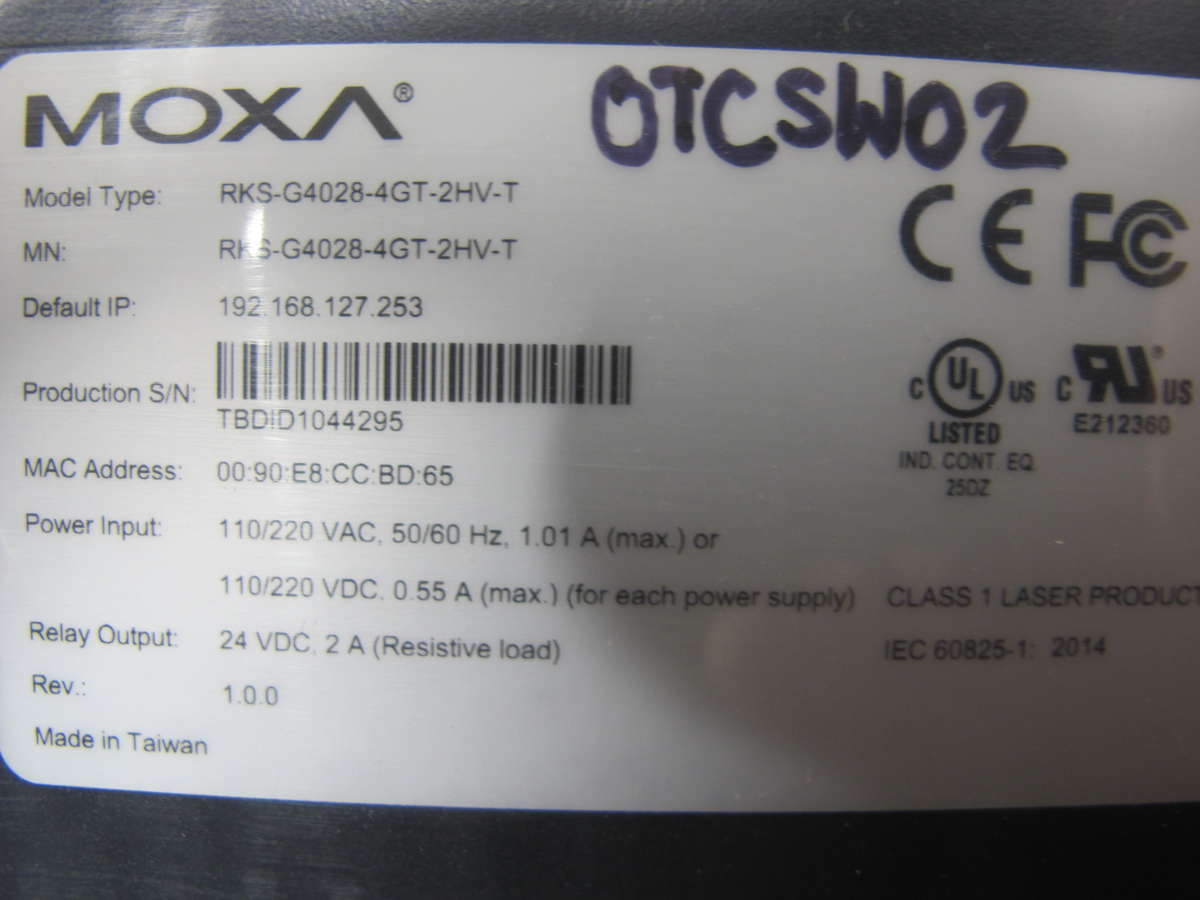 MOXA®
OTCSW02
Model Type: RKS-G4028-4GT-2HV-T
MN: RKS-G4028-4GT-2HV-T
CE FC
Default IP: 192.168.127.253
Production S/N:
TBDID1044295
C UL US
LISTED
IND. CONT. EQ.
25DZ
C RU® US
E212360
MAC Address: 00:90:E8:CC:BD:65
Power Input: 110/220 VAC, 50/60 Hz, 1.01 A (max.) or
110/220 VDC, 0.55 A (max.) (for each power supply)
CLASS 1 LASER PRODUCT
Relay Output: 24 VDC, 2 A (Resistive load)
IEC 60825-1: 2014
Rev.: 1.0.0
Made in Taiwan